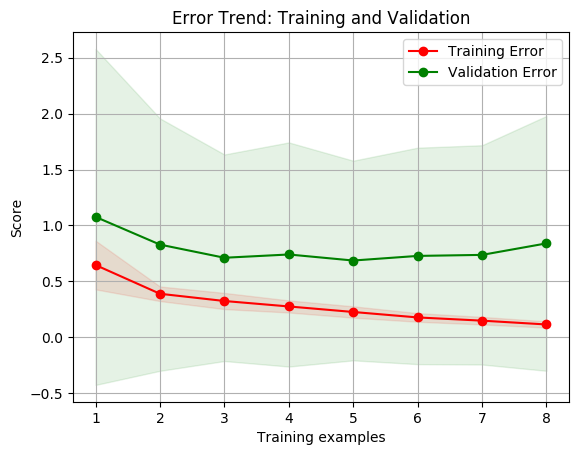 Error Trend: Training and Validation
Training Error
Validation Error
Score
2.5
2.0
1.5
1.0
0.5
0.0
−0.5
1 2 3 4 5 6 7 8
Training examples